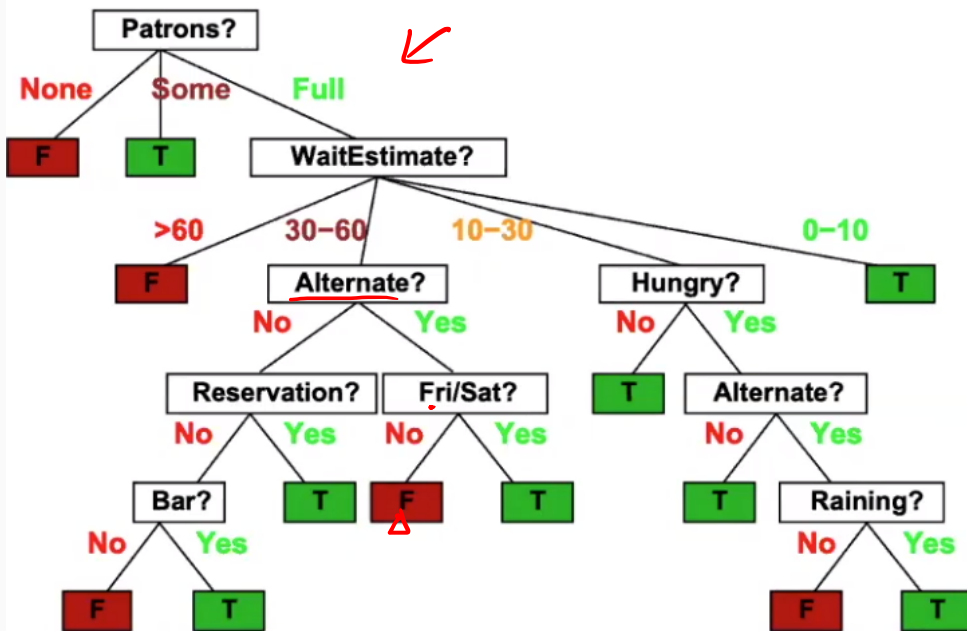 Patrons?
None Some Full
F T WaitEstimate?
>60 30−60 10−30 0−10
F Alternate? Hungry? T
No Yes No Yes
Reservation? Fri/Sat? T Alternate?
No Yes No Yes No Yes
Bar? T F T T Raining?
No Yes No Yes
F T F T